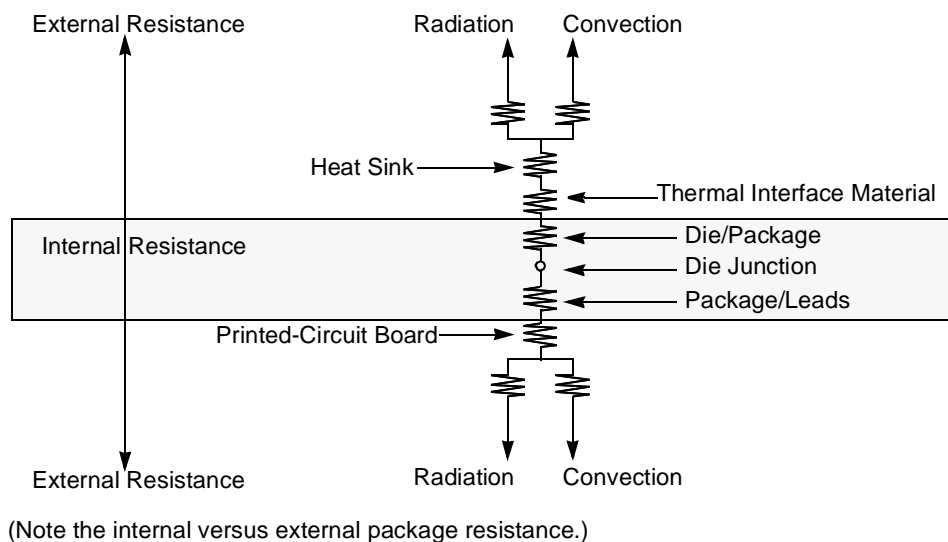 External Resistance
Radiation
Convection
Heat Sink
Thermal Interface Material
Internal Resistance
Die/Package
Die Junction
Package/Leads
Printed-Circuit Board
External Resistance
Radiation
Convection
(Note the internal versus external package resistance.)